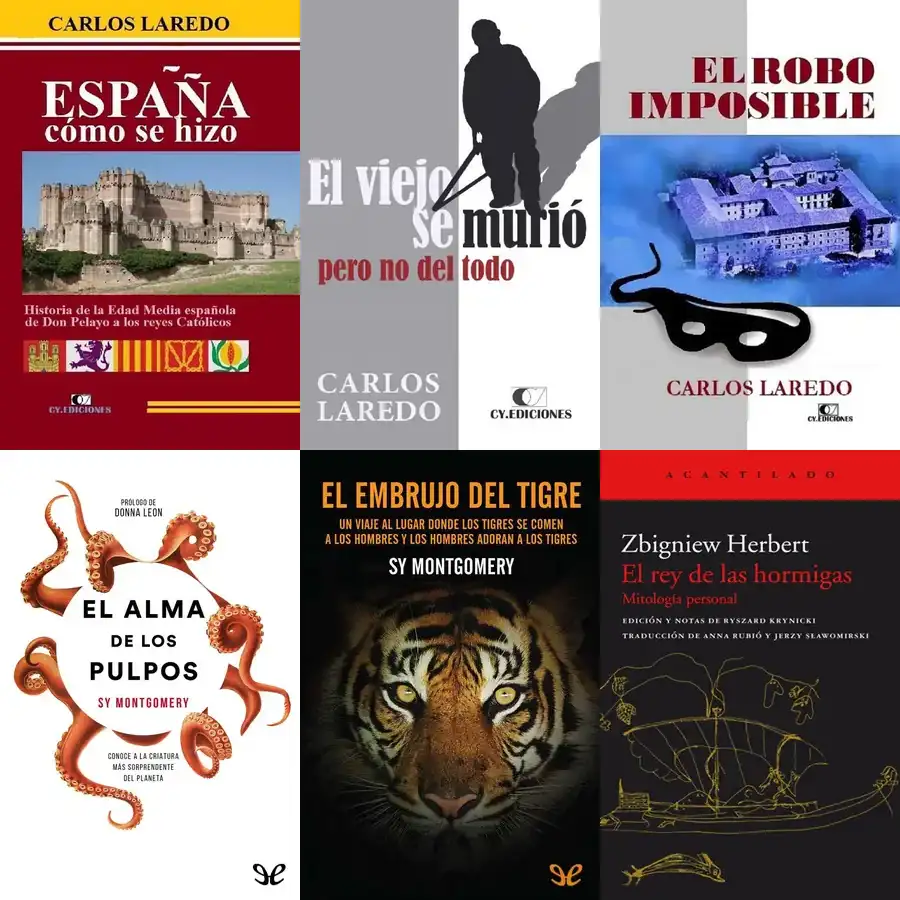 CARLOS LAREDO
ESPAÑA
cómo se hizo
Historia de la Edad Media española
de Don Pelayo a los reyes Católicos
CY.EDICIONES
El viejo
se murió
pero no del todo
CARLOS
LAREDO
CY.EDICIONES
EL ROBO
IMPOSIBLE
CARLOS LAREDO
CY.EDICIONES
PRÓLOGO DE
DONNA LEON
EL ALMA
DE LOS
PULPOS
SY MONTGOMERY
CONOCE A LA CRIATURA
MÁS SORPRENDENTE
DEL PLANETA
EL EMBRUJO DEL TIGRE
UN VIAJE AL LUGAR DONDE LOS TIGRES SE COMEN
A LOS HOMBRES Y LOS HOMBRES ADORAN A LOS TIGRES
SY MONTGOMERY
ACANTILADO
Zbigniew Herbert
El rey de las hormigas
Mitología personal
EDICIÓN Y NOTAS DE RYSZARD KRYNICKI
TRADUCCIÓN DE ANNA RUBIÓ Y JERZY SŁAWOMIRSKI